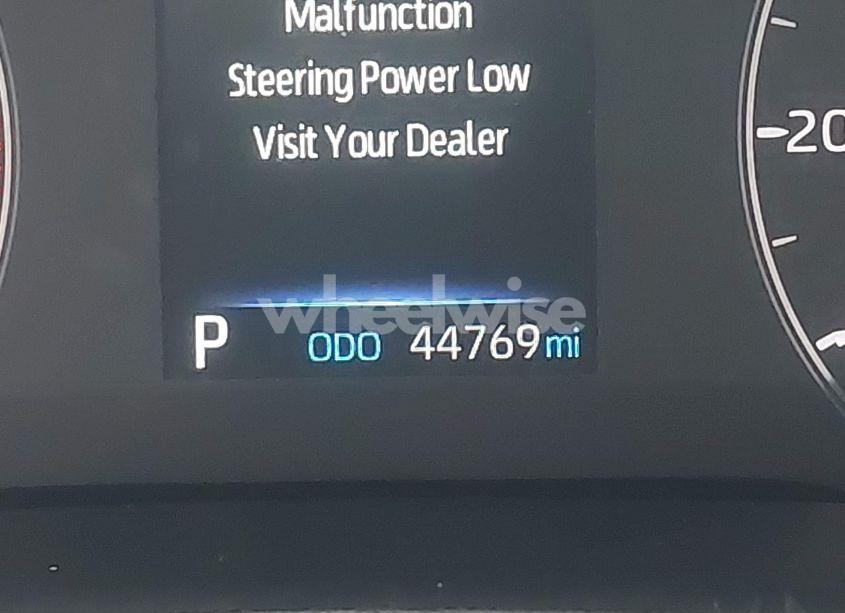 Malfunction
Steering Power Low
Visit Your Dealer
20
wheelwise
P ODO 44769 mi